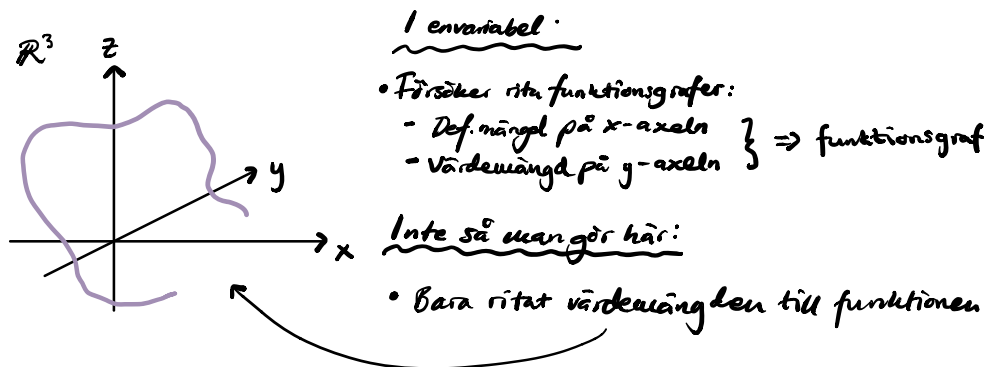 I envariabel.
ℝ³
z
• Försöker rita funktionsgrafer:
- Def.mängd på x-axeln
- Värdemängd på y-axeln } ⇒ funktionsgraf
y
x
Inte så man gör här:
• Bara ritat värdemängden till funktionen